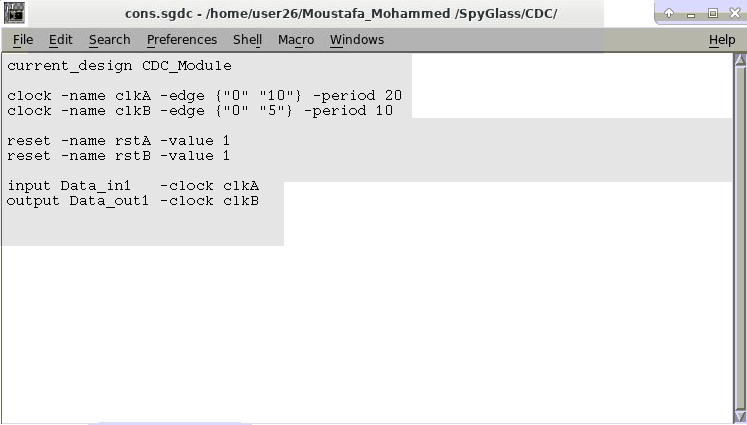 cons.sgdc - /home/user26/Moustafa_Mohammed /SpyGlass/CDC/
File Edit Search Preferences Shell Macro Windows Help
current_design CDC_Module
clock -name clkA -edge {"0" "10"} -period 20
clock -name clkB -edge {"0" "5"} -period 10
reset -name rstA -value 1
reset -name rstB -value 1
input Data_in1   -clock clkA
output Data_out1 -clock clkB